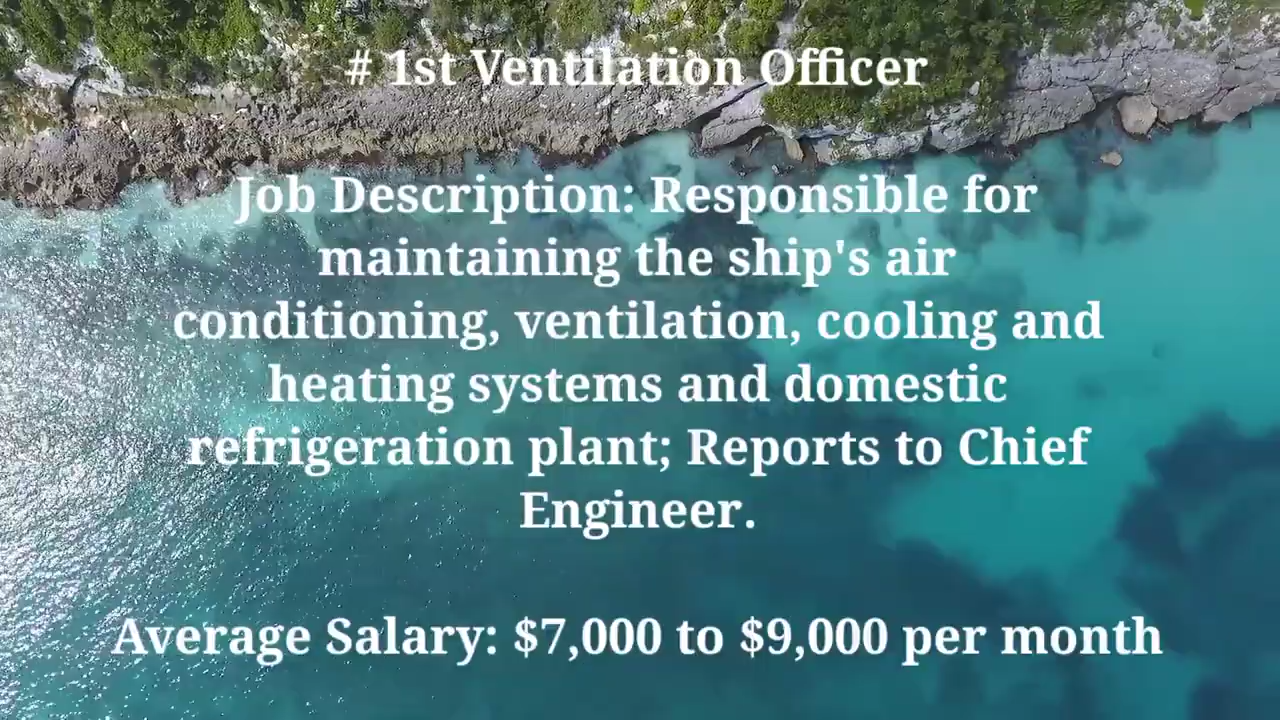 # 1st Ventilation Officer
Job Description: Responsible for
maintaining the ship's air
conditioning, ventilation, cooling and
heating systems and domestic
refrigeration plant; Reports to Chief
Engineer.
Average Salary: $7,000 to $9,000 per month